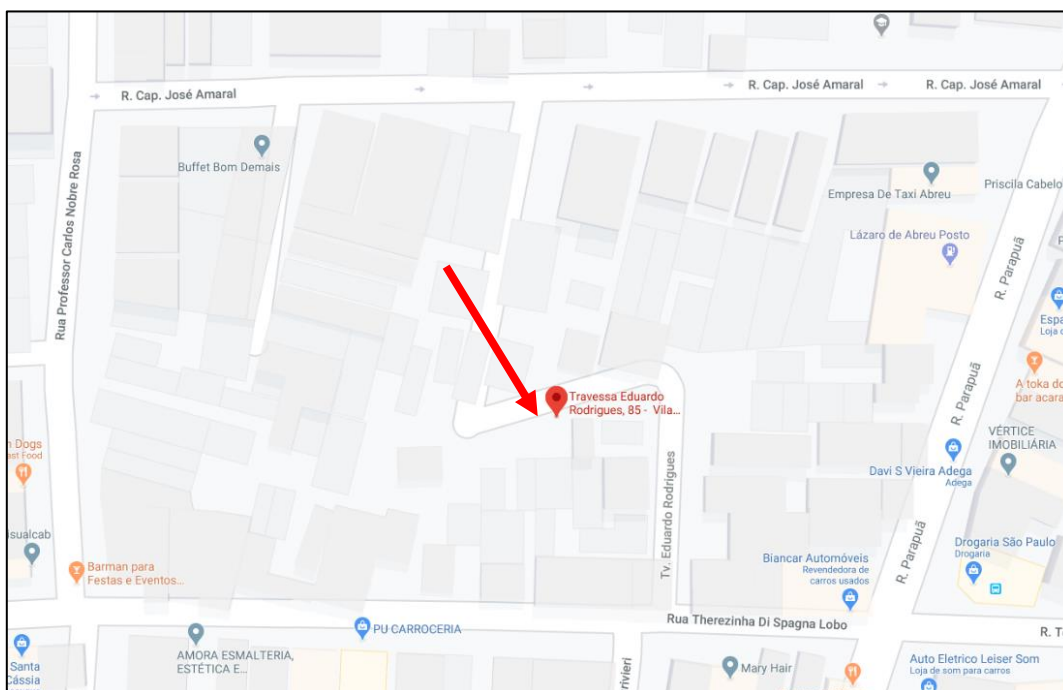 R. Cap. José Amaral
R. Cap. José Amaral
R. Cap. José Amaral
Rua Professor Carlos Nobre Rosa
Buffet Bom Demais
Empresa De Taxi Abreu
Priscila Cabelo
Lázaro de Abreu Posto
R. Parapuã
Espa
Loja d
Travessa Eduardo
Rodrigues, 85 - Vila...
A toka do
bar acara
R. Parapuã
VÉRTICE
IMOBILIÁRIA
n Dogs
ast Food
Davi S Vieira Adega
Adega
Tv. Eduardo Rodrigues
isualcab
R. Parapuã
Drogaria São Paulo
Drogaria
Barman para
Festas e Eventos...
Biancar Automóveis
Revendedora de
carros usados
Rua Therezinha Di Spagna Lobo
PU CARROCERIA
R. T
AMORA ESMALTERIA,
ESTÉTICA E...
Santa
Cássia
rivieri
Mary Hair
Auto Eletrico Leiser Som
Loja de som para carros